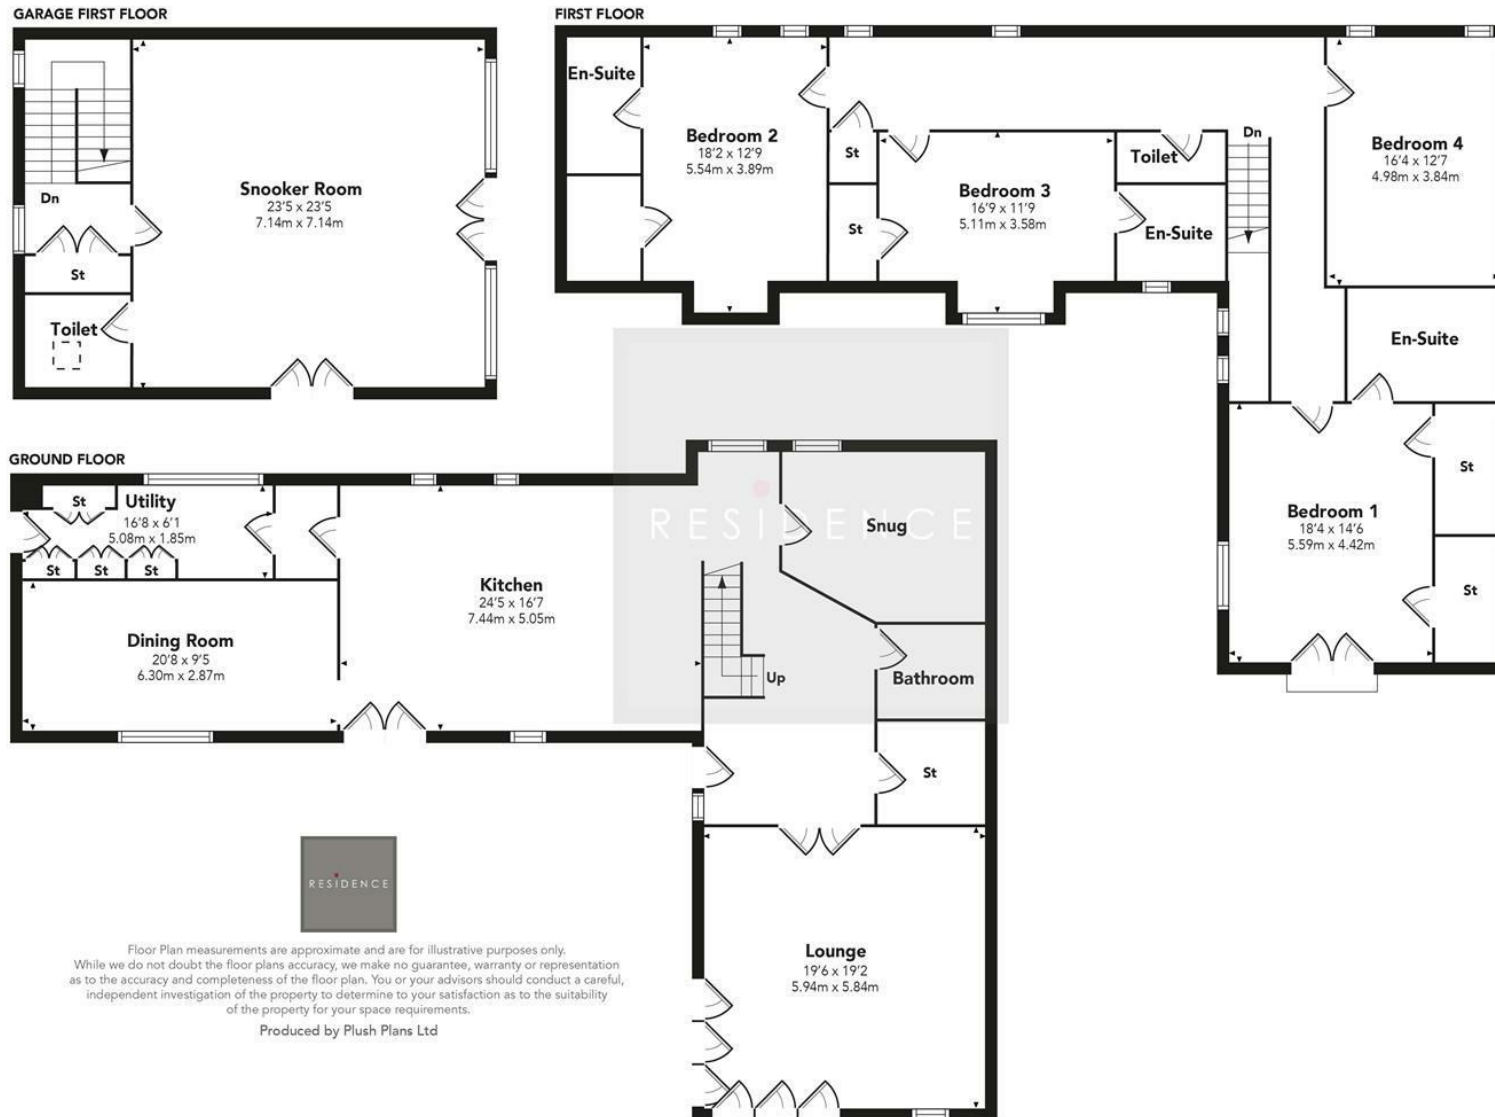 GARAGE FIRST FLOOR
Snooker Room
23'5 x 23'5
7.14m x 7.14m
Dn
St
Toilet
FIRST FLOOR
En-Suite
Bedroom 2
18'2 x 12'9
5.54m x 3.89m
St
St
Bedroom 3
16'9 x 11'9
5.11m x 3.58m
Toilet
En-Suite
Dn
Bedroom 4
16'4 x 12'7
4.98m x 3.84m
En-Suite
Bedroom 1
18'4 x 14'6
5.59m x 4.42m
St
St
GROUND FLOOR
St
Utility
16'8 x 6'1
5.08m x 1.85m
St
St
St
Dining Room
20'8 x 9'5
6.30m x 2.87m
Kitchen
24'5 x 16'7
7.44m x 5.05m
RESIDENCE
Snug
Up
Bathroom
St
Lounge
19'6 x 19'2
5.94m x 5.84m
RESIDENCE
Floor Plan measurements are approximate and are for illustrative purposes only.
While we do not doubt the floor plans accuracy, we make no guarantee, warranty or representation
as to the accuracy and completeness of the floor plan. You or your advisors should conduct a careful,
independent investigation of the property to determine to your satisfaction as to the suitability
of the property for your space requirements.
Produced by Plush Plans Ltd